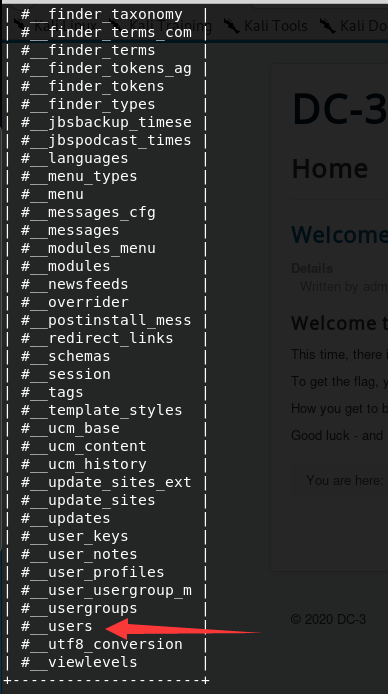 | #__finder_taxonomy |
| #__finder_terms_com |
| #__finder_terms |
| #__finder_tokens_ag |
| #__finder_tokens |
| #__finder_types |
| #__jbsbackup_timese |
| #__jbspodcast_times |
| #__languages |
| #__menu_types |
| #__menu |
| #__messages_cfg |
| #__messages |
| #__modules_menu |
| #__modules |
| #__newsfeeds |
| #__overrider |
| #__postinstall_mess |
| #__redirect_links |
| #__schemas |
| #__session |
| #__tags |
| #__template_styles |
| #__ucm_base |
| #__ucm_content |
| #__ucm_history |
| #__update_sites_ext |
| #__update_sites |
| #__updates |
| #__user_keys |
| #__user_notes |
| #__user_profiles |
| #__user_usergroup_m |
| #__usergroups |
| #__users |
| #__utf8_conversion |
| #__viewlevels |
+---------------------+
Kali Training Kali Tools Kali Do
DC-3
Home
Welcome
Details
Written by adm
Welcome t
This time, there i
To get the flag, y
How you get to b
Good luck - and
You are here:
© 2020 DC-3